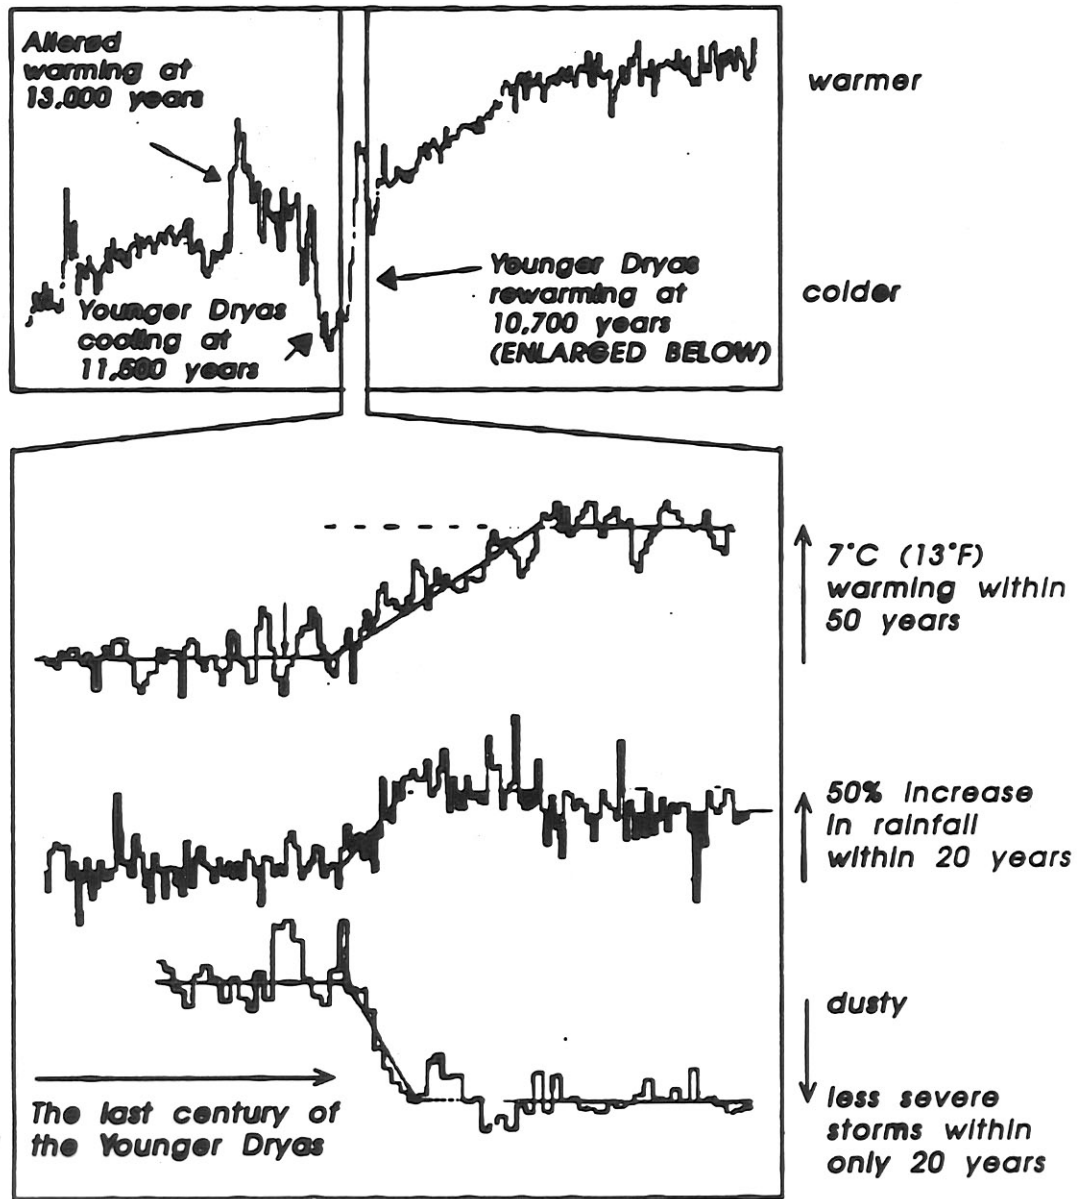 Allerød
warming at
13,000 years
warmer
Younger Dryas
rewarming at
10,700 years
(ENLARGED BELOW)
colder
Younger Dryas
cooling at
11,500 years
7°C (13°F)
warming within
50 years
50% increase
in rainfall
within 20 years
dusty
The last century of
the Younger Dryas
less severe
storms within
only 20 years